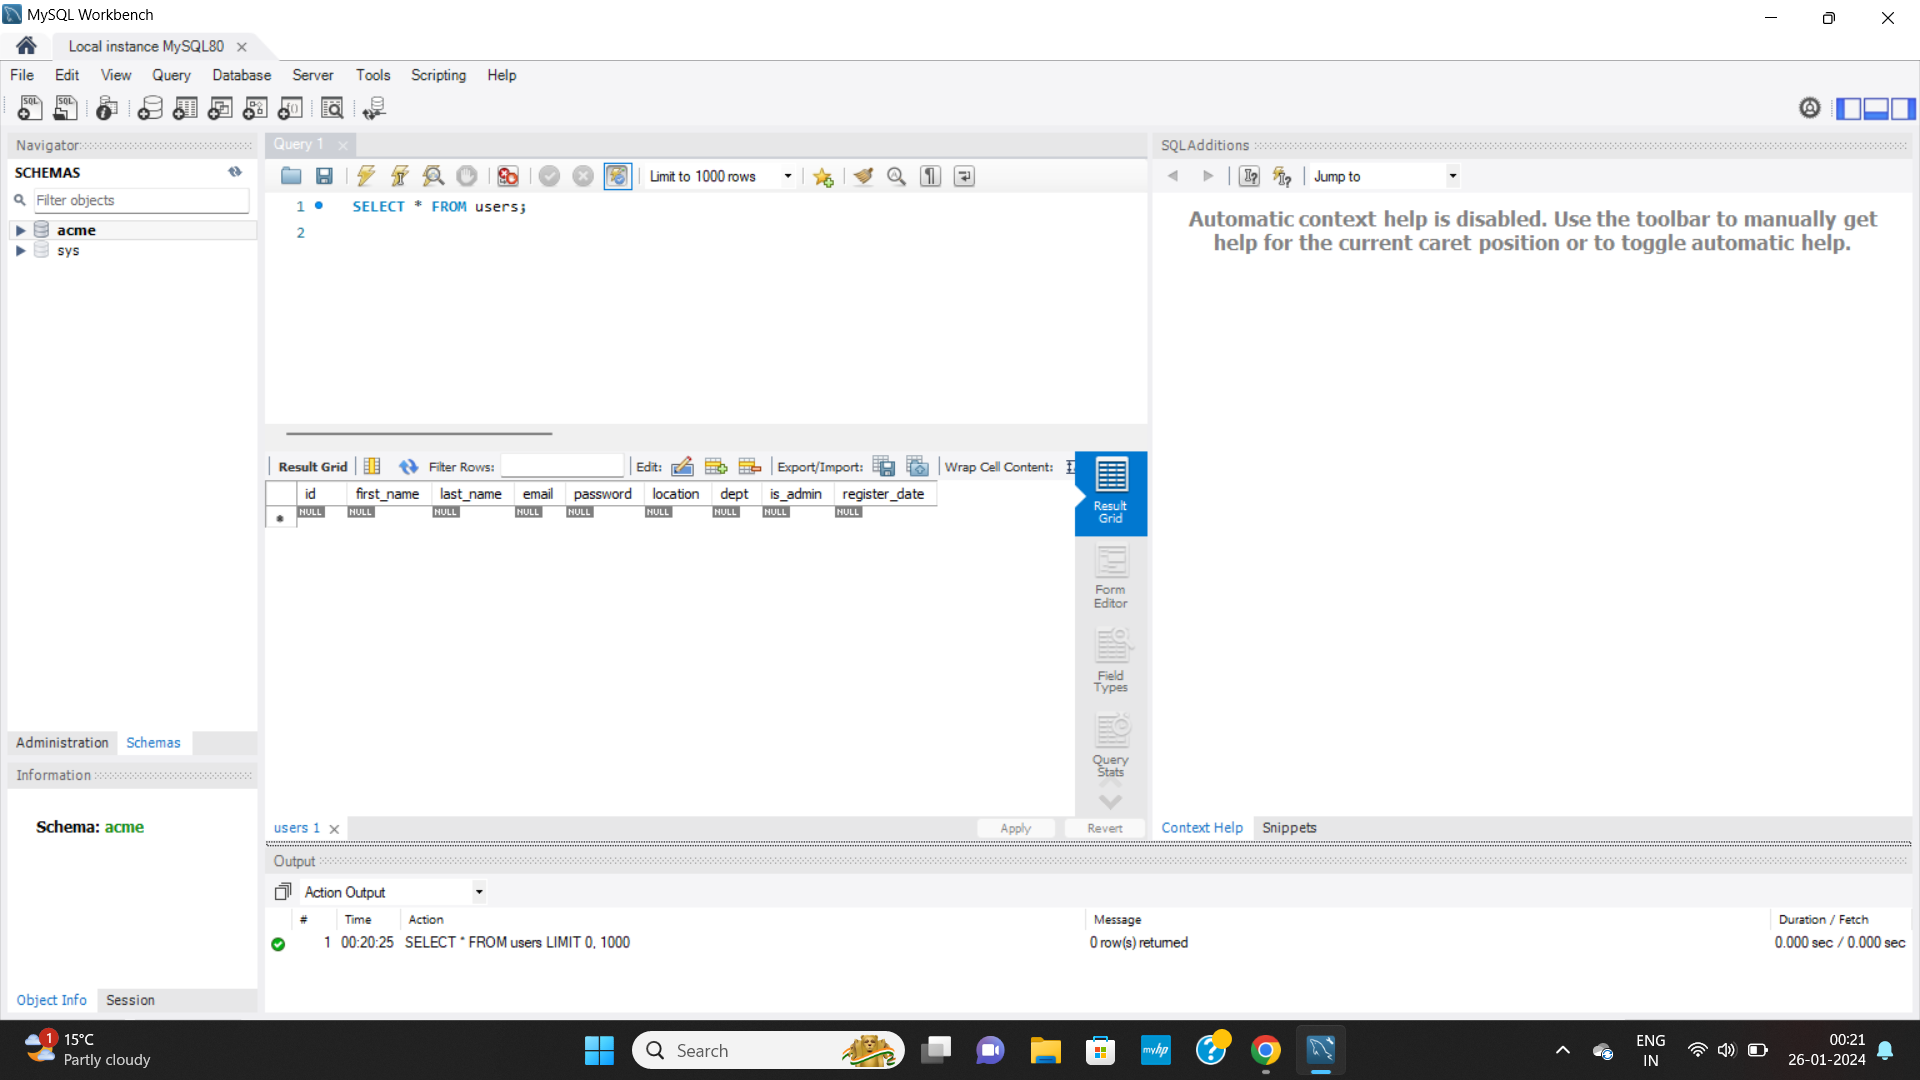 MySQL Workbench
Local instance MySQL80
File Edit View Query Database Server Tools Scripting Help
Navigator
SCHEMAS
Filter objects
acme
sys
Administration Schemas
Information
Schema: acme
Object Info Session
Query 1
Limit to 1000 rows
1 SELECT * FROM users;
2
Result Grid Filter Rows: Edit: Export/Import: Wrap Cell Content:
id first_name last_name email password location dept is_admin register_date
NULL NULL NULL NULL NULL NULL NULL NULL NULL
Result
Grid
Form
Editor
Field
Types
Query
Stats
users 1 Apply Revert
SQLAdditions
Jump to
Automatic context help is disabled. Use the toolbar to manually get
help for the current caret position or to toggle automatic help.
Context Help Snippets
Output
Action Output
# Time Action Message Duration / Fetch
1 00:20:25 SELECT * FROM users LIMIT 0, 1000 0 row(s) returned 0.000 sec / 0.000 sec
1
15°C
Partly cloudy
Search
myhp
ENG
IN
00:21
26-01-2024